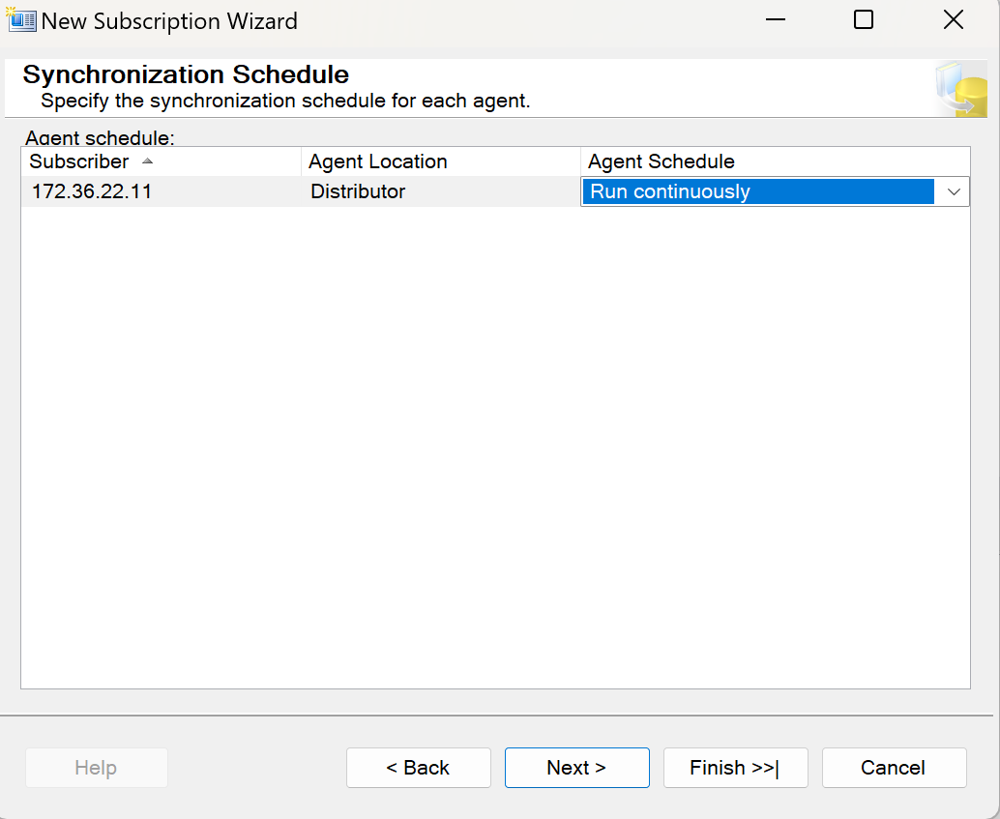 New Subscription Wizard
Synchronization Schedule
Specify the synchronization schedule for each agent.
Agent schedule:
Subscriber Agent Location Agent Schedule
172.36.22.11 Distributor Run continuously
Help < Back Next > Finish >>| Cancel